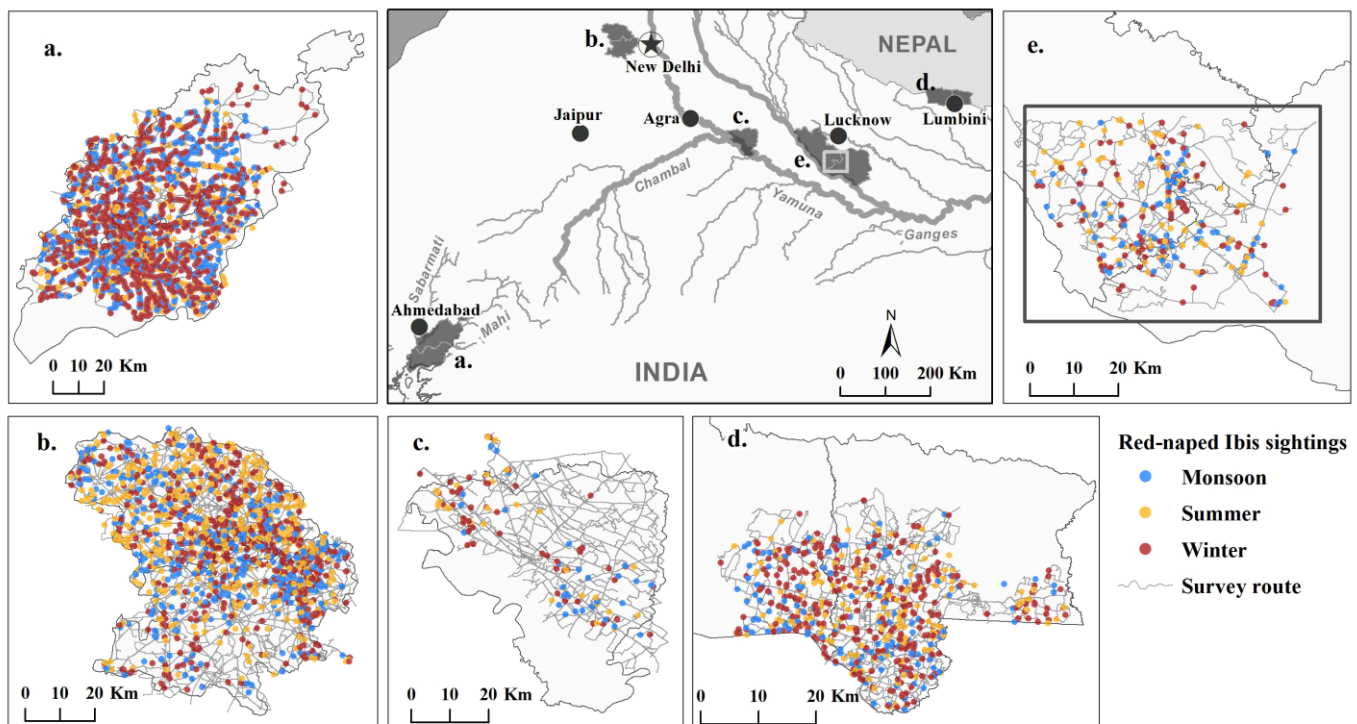 a.
0 10 20 Km
b.
New Delhi
NEPAL
d.
Lumbini
Jaipur
Agra
c.
Lucknow
e.
Chambal
Yamuna
Ganges
Sabarmati
Ahmedabad
Mahi
a.
INDIA
N
0 100 200 Km
e.
0 10 20 Km
b.
0 10 20 Km
c.
0 10 20 Km
d.
0 10 20 Km
Red-naped Ibis sightings
Monsoon
Summer
Winter
Survey route